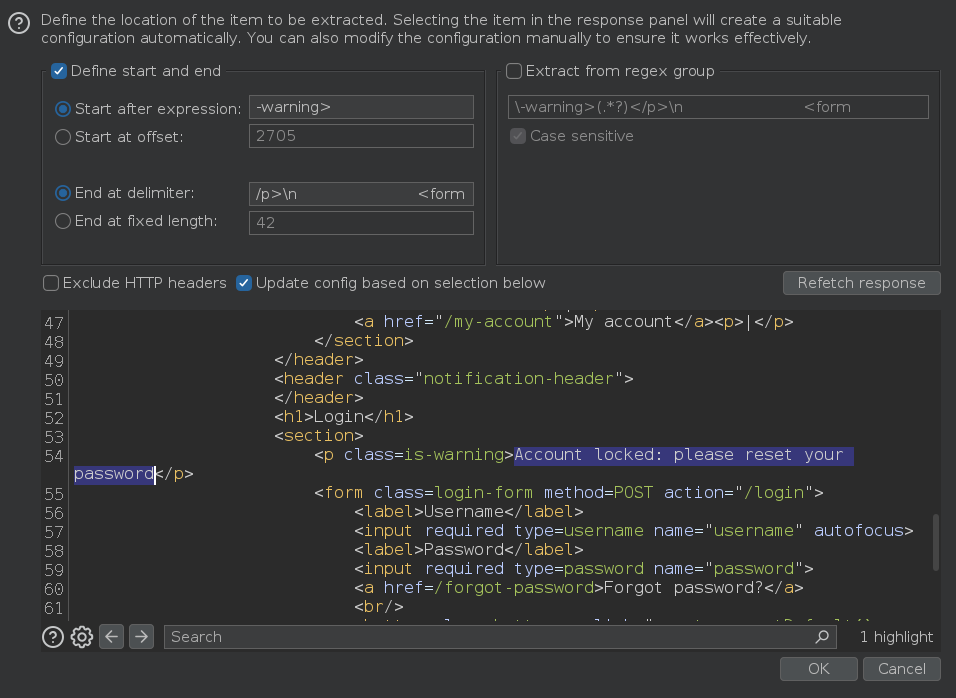 Define the location of the item to be extracted. Selecting the item in the response panel will create a suitable
configuration automatically. You can also modify the configuration manually to ensure it works effectively.
Define start and end
Start after expression: -warning>
Start at offset: 2705
End at delimiter: /p>\n <form
End at fixed length: 42
Extract from regex group
\-warning>(.*?)</p>\n <form
Case sensitive
Exclude HTTP headers Update config based on selection below Refetch response
47 <a href="/my-account">My account</a><p>|</p>
48 </section>
49 </header>
50 <header class="notification-header">
51 </header>
52 <h1>Login</h1>
53 <section>
54 <p class=is-warning>Account locked: please reset your
password</p>
55 <form class=login-form method=POST action="/login">
56 <label>Username</label>
57 <input required type=username name="username" autofocus>
58 <label>Password</label>
59 <input required type=password name="password">
60 <a href=/forgot-password>Forgot password?</a>
61 <br/>
Search 1 highlight
OK Cancel